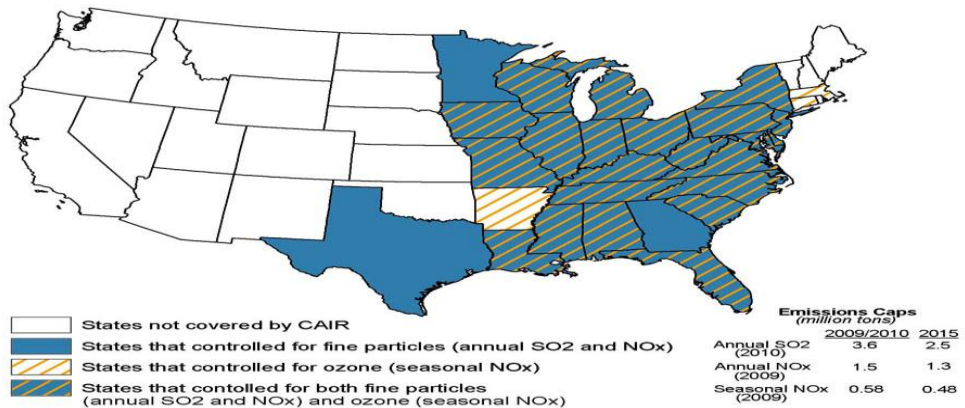 States not covered by CAIR
States that controlled for fine particles (annual SO2 and NOx)
States that controlled for ozone (seasonal NOx)
States that contolled for both fine particles
(annual SO2 and NOx) and ozone (seasonal NOx)
Emissions Caps
(million tons)
2009/2010 2015
Annual SO2 3.6 2.5
(2010)
Annual NOx 1.5 1.3
(2009)
Seasonal NOx 0.58 0.48
(2009)